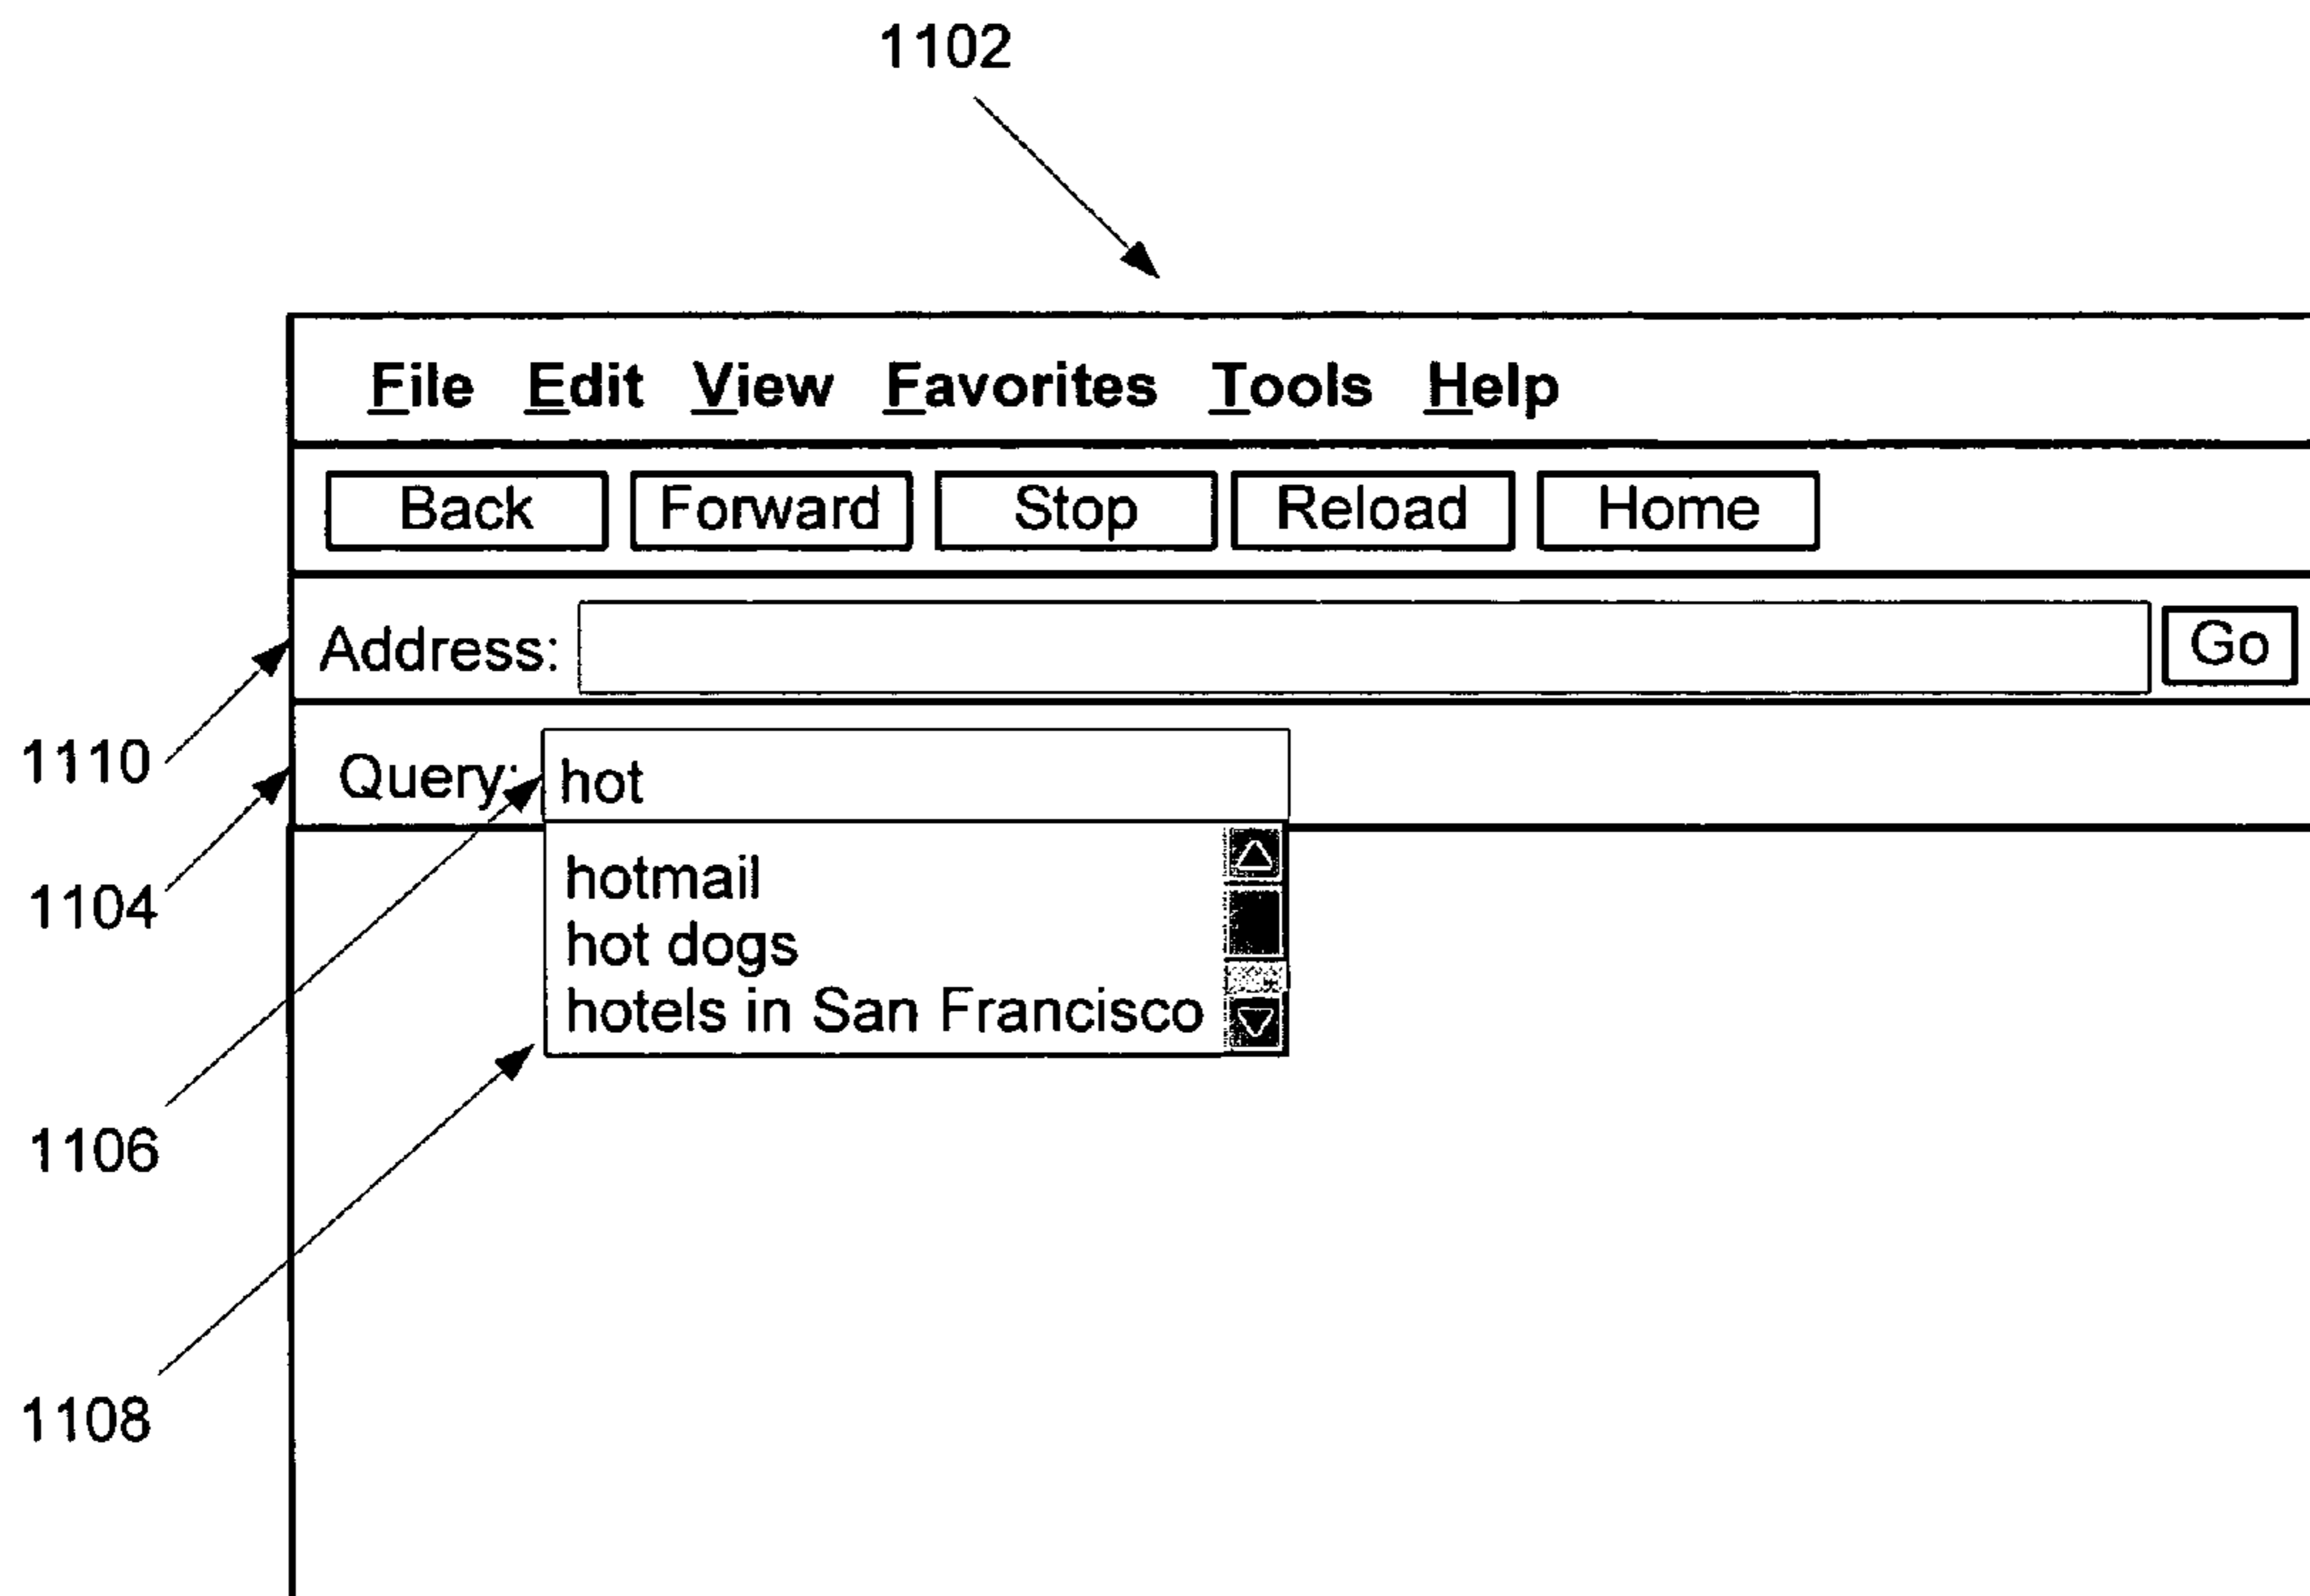 1102
File Edit View Favorites Tools Help
Back Forward Stop Reload Home
Address: Go
1110
Query: hot
1104
hotmail
hot dogs
hotels in San Francisco
1106
1108